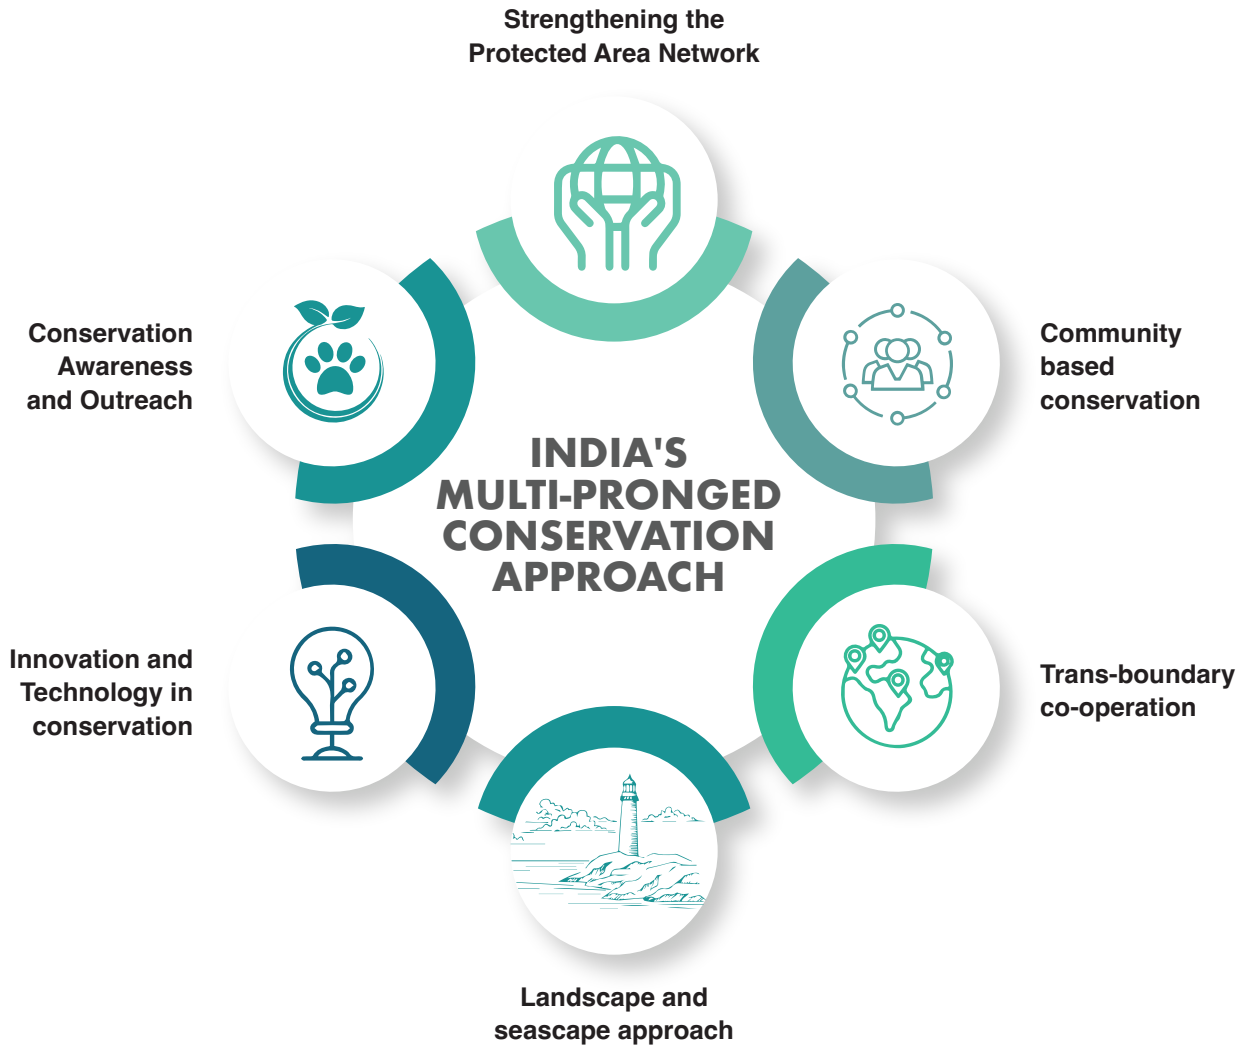 Strengthening the
Protected Area Network
Conservation
Awareness
and Outreach
Community
based
conservation
INDIA'S
MULTI-PRONGED
CONSERVATION
APPROACH
Innovation and
Technology in
conservation
Trans-boundary
co-operation
Landscape and
seascape approach